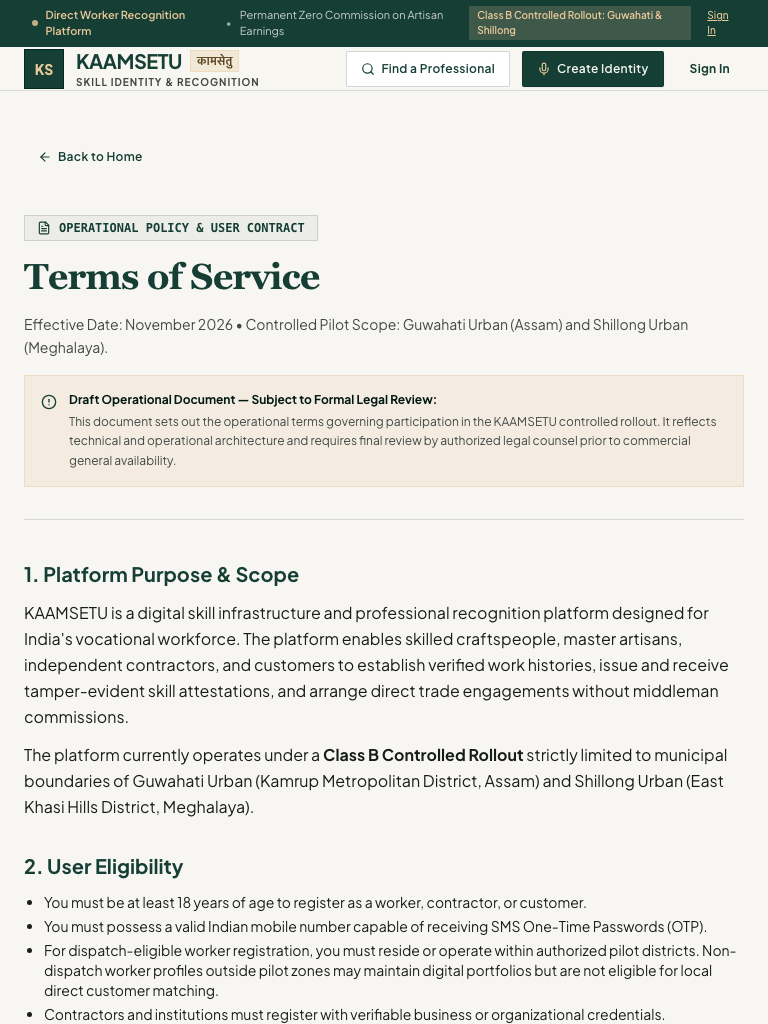 Direct Worker Recognition Platform
Permanent Zero Commission on Artisan Earnings
Class B Controlled Rollout: Guwahati & Shillong
Sign In
KS
KAAMSETU
कामसेतु
SKILL IDENTITY & RECOGNITION
Find a Professional
Create Identity
Sign In
Back to Home
OPERATIONAL POLICY & USER CONTRACT
Terms of Service
Effective Date: November 2026 • Controlled Pilot Scope: Guwahati Urban (Assam) and Shillong Urban
(Meghalaya).
Draft Operational Document — Subject to Formal Legal Review:
This document sets out the operational terms governing participation in the KAAMSETU controlled rollout. It reflects
technical and operational architecture and requires final review by authorized legal counsel prior to commercial
general availability.
1. Platform Purpose & Scope
KAAMSETU is a digital skill infrastructure and professional recognition platform designed for
India's vocational workforce. The platform enables skilled craftspeople, master artisans,
independent contractors, and customers to establish verified work histories, issue and receive
tamper-evident skill attestations, and arrange direct trade engagements without middleman
commissions.
The platform currently operates under a Class B Controlled Rollout strictly limited to municipal
boundaries of Guwahati Urban (Kamrup Metropolitan District, Assam) and Shillong Urban (East
Khasi Hills District, Meghalaya).
2. User Eligibility
• You must be at least 18 years of age to register as a worker, contractor, or customer.
• You must possess a valid Indian mobile number capable of receiving SMS One-Time Passwords (OTP).
• For dispatch-eligible worker registration, you must reside or operate within authorized pilot districts. Non-
dispatch worker profiles outside pilot zones may maintain digital portfolios but are not eligible for local
direct customer matching.
• Contractors and institutions must register with verifiable business or organizational credentials.